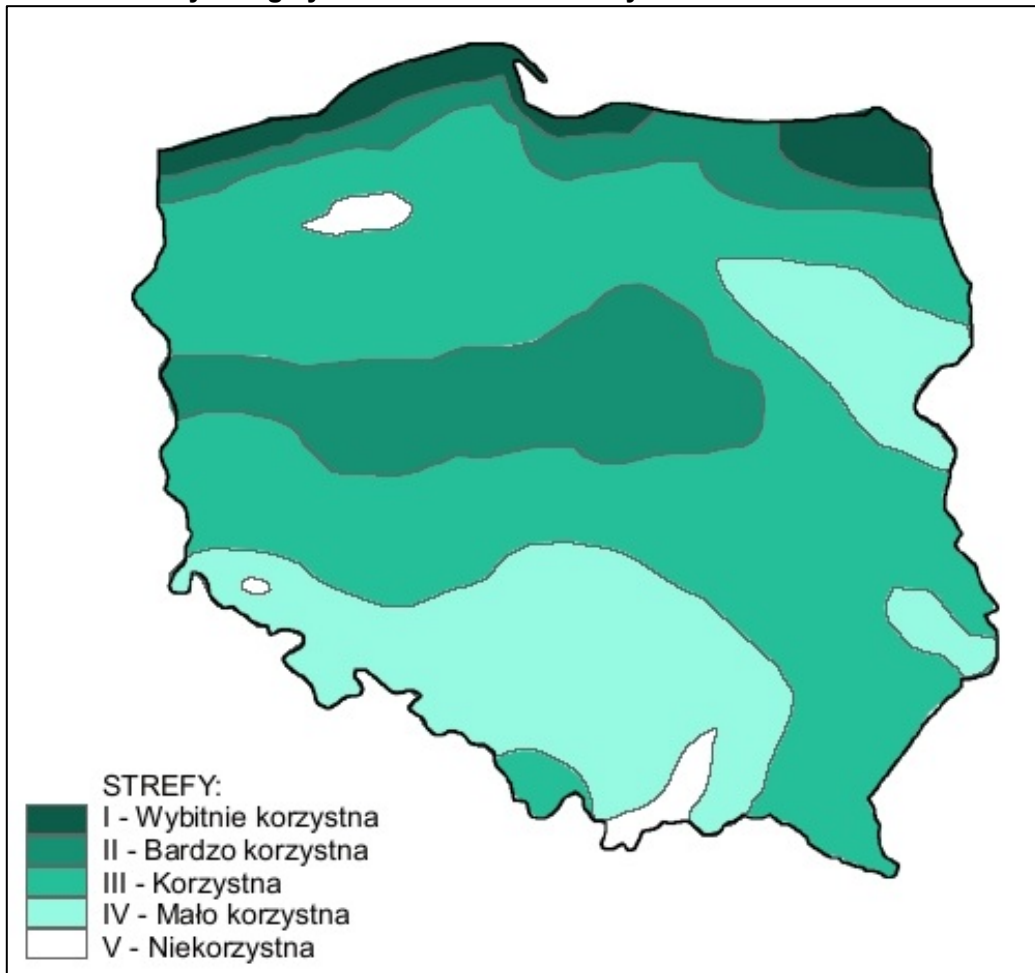 STREFY:
I - Wybitnie korzystna
II - Bardzo korzystna
III - Korzystna
IV - Mało korzystna
V - Niekorzystna